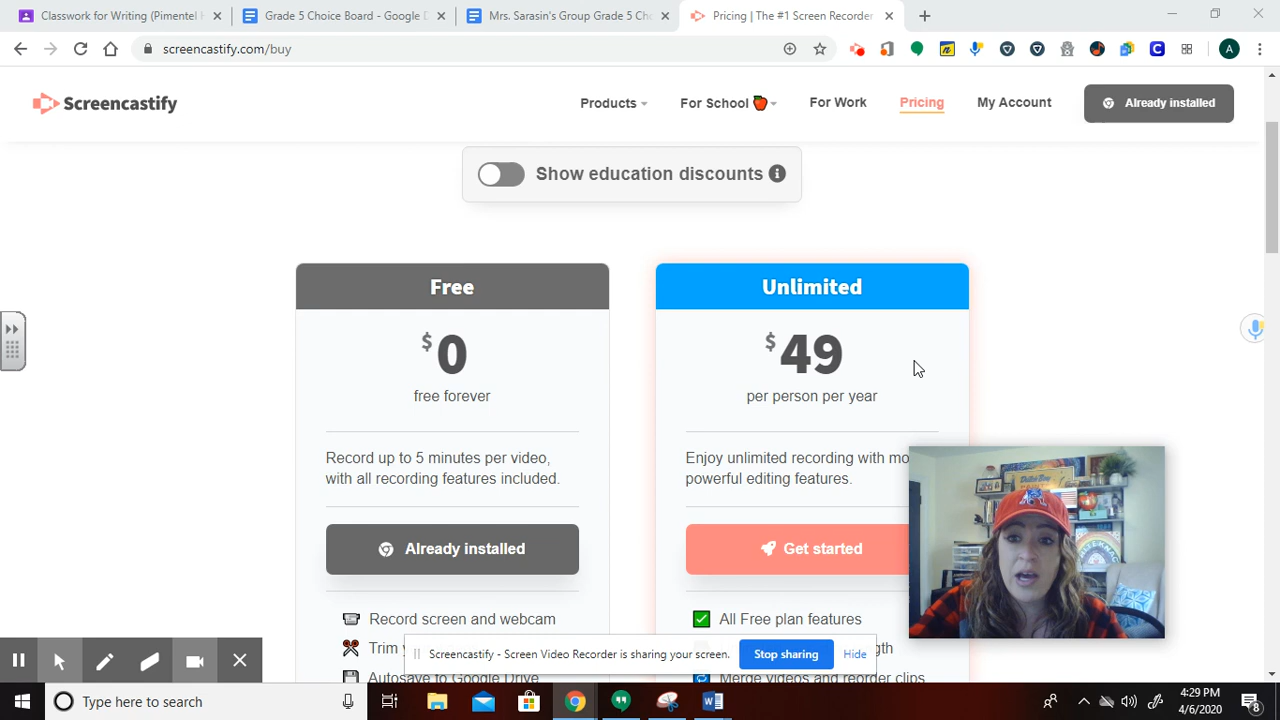 Classwork for Writing (Pimentel
Grade 5 Choice Board - Google D
Mrs. Sarasin's Group Grade 5 Ch
Pricing | The #1 Screen Recorder
screencastify.com/buy
A
Screencastify
Products
For School
For Work
Pricing
My Account
Already installed
Show education discounts
Free
$0
free forever
Record up to 5 minutes per video,
with all recording features included.
Already installed
Record screen and webcam
Trim
Autosave to Google Drive
Unlimited
$49
per person per year
Enjoy unlimited recording with mo
powerful editing features.
Get started
All Free plan features
Merge videos and reorder clips
Screencastify - Screen Video Recorder is sharing your screen.
Stop sharing
Hide
Type here to search
4:29 PM
4/6/2020
8